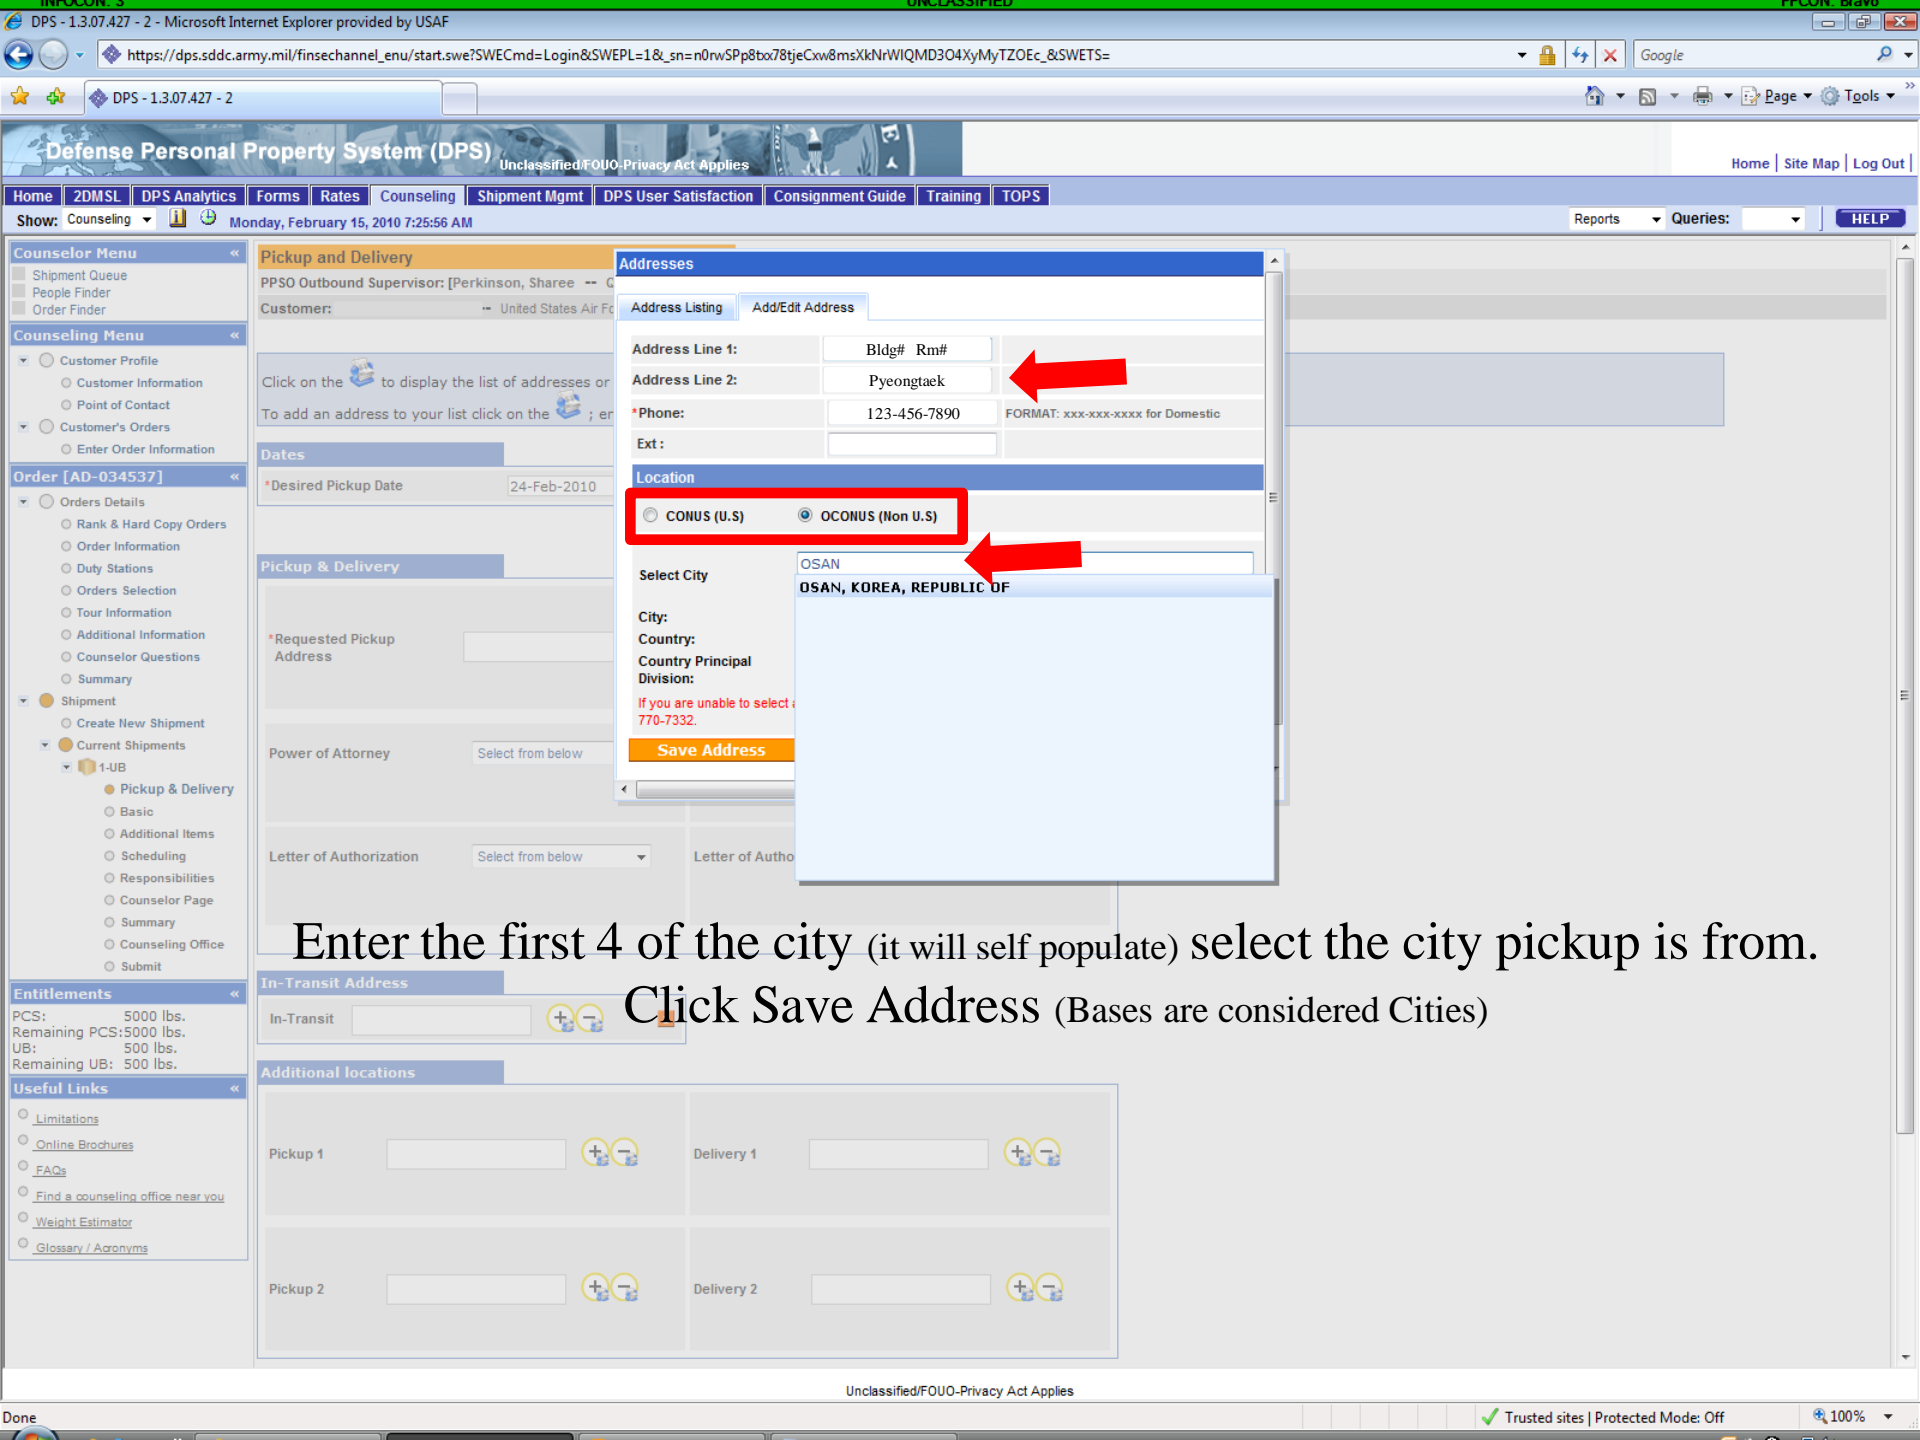 INFOCON: 3 UNCLASSIFIED FPCON: Bravo
DPS - 1.3.07.427 - 2 - Microsoft Internet Explorer provided by USAF
https://dps.sddc.army.mil/finsechannel_enu/start.swe?SWECmd=Login&SWEPL=1&_sn=n0rwSPp8txx78tjeCxw8msXkNrWIQMD3O4XyMyTZOEc_&SWETS=
Google
DPS - 1.3.07.427 - 2
Page Tools
Defense Personal Property System (DPS) Unclassified/FOUO-Privacy Act Applies
Home | Site Map | Log Out |
Home 2DMSL DPS Analytics Forms Rates Counseling Shipment Mgmt DPS User Satisfaction Consignment Guide Training TOPS
Show: Counseling Monday, February 15, 2010 7:25:56 AM Reports Queries: HELP
Counselor Menu
Shipment Queue
People Finder
Order Finder
Counseling Menu
Customer Profile
Customer Information
Point of Contact
Customer's Orders
Enter Order Information
Order [AD-034537]
Orders Details
Rank & Hard Copy Orders
Order Information
Duty Stations
Orders Selection
Tour Information
Additional Information
Counselor Questions
Summary
Shipment
Create New Shipment
Current Shipments
1-UB
Pickup & Delivery
Basic
Additional Items
Scheduling
Responsibilities
Counselor Page
Summary
Counseling Office
Submit
Entitlements
PCS: 5000 lbs.
Remaining PCS:5000 lbs.
UB: 500 lbs.
Remaining UB: 500 lbs.
Useful Links
Limitations
Online Brochures
FAQs
Find a counseling office near you
Weight Estimator
Glossary / Acronyms
Pickup and Delivery
PPSO Outbound Supervisor: [Perkinson, Sharee --
Customer: -- United States Air Fo
Click on the to display the list of addresses or
To add an address to your list click on the ; er
Dates
*Desired Pickup Date 24-Feb-2010
Pickup & Delivery
*Requested Pickup
Address
Power of Attorney Select from below
Letter of Authorization Select from below Letter of Autho
Addresses
Address Listing Add/Edit Address
Address Line 1: Bldg# Rm#
Address Line 2: Pyeongtaek
*Phone: 123-456-7890 FORMAT: xxx-xxx-xxxx for Domestic
Ext :
Location
CONUS (U.S) OCONUS (Non U.S)
Select City OSAN
OSAN, KOREA, REPUBLIC OF
City:
Country:
Country Principal
Division:
If you are unable to select a
770-7332.
Save Address
Enter the first 4 of the city (it will self populate) select the city pickup is from.
Click Save Address (Bases are considered Cities)
In-Transit Address
In-Transit
Additional locations
Pickup 1 Delivery 1
Pickup 2 Delivery 2
Unclassified/FOUO-Privacy Act Applies
Done Trusted sites | Protected Mode: Off 100%